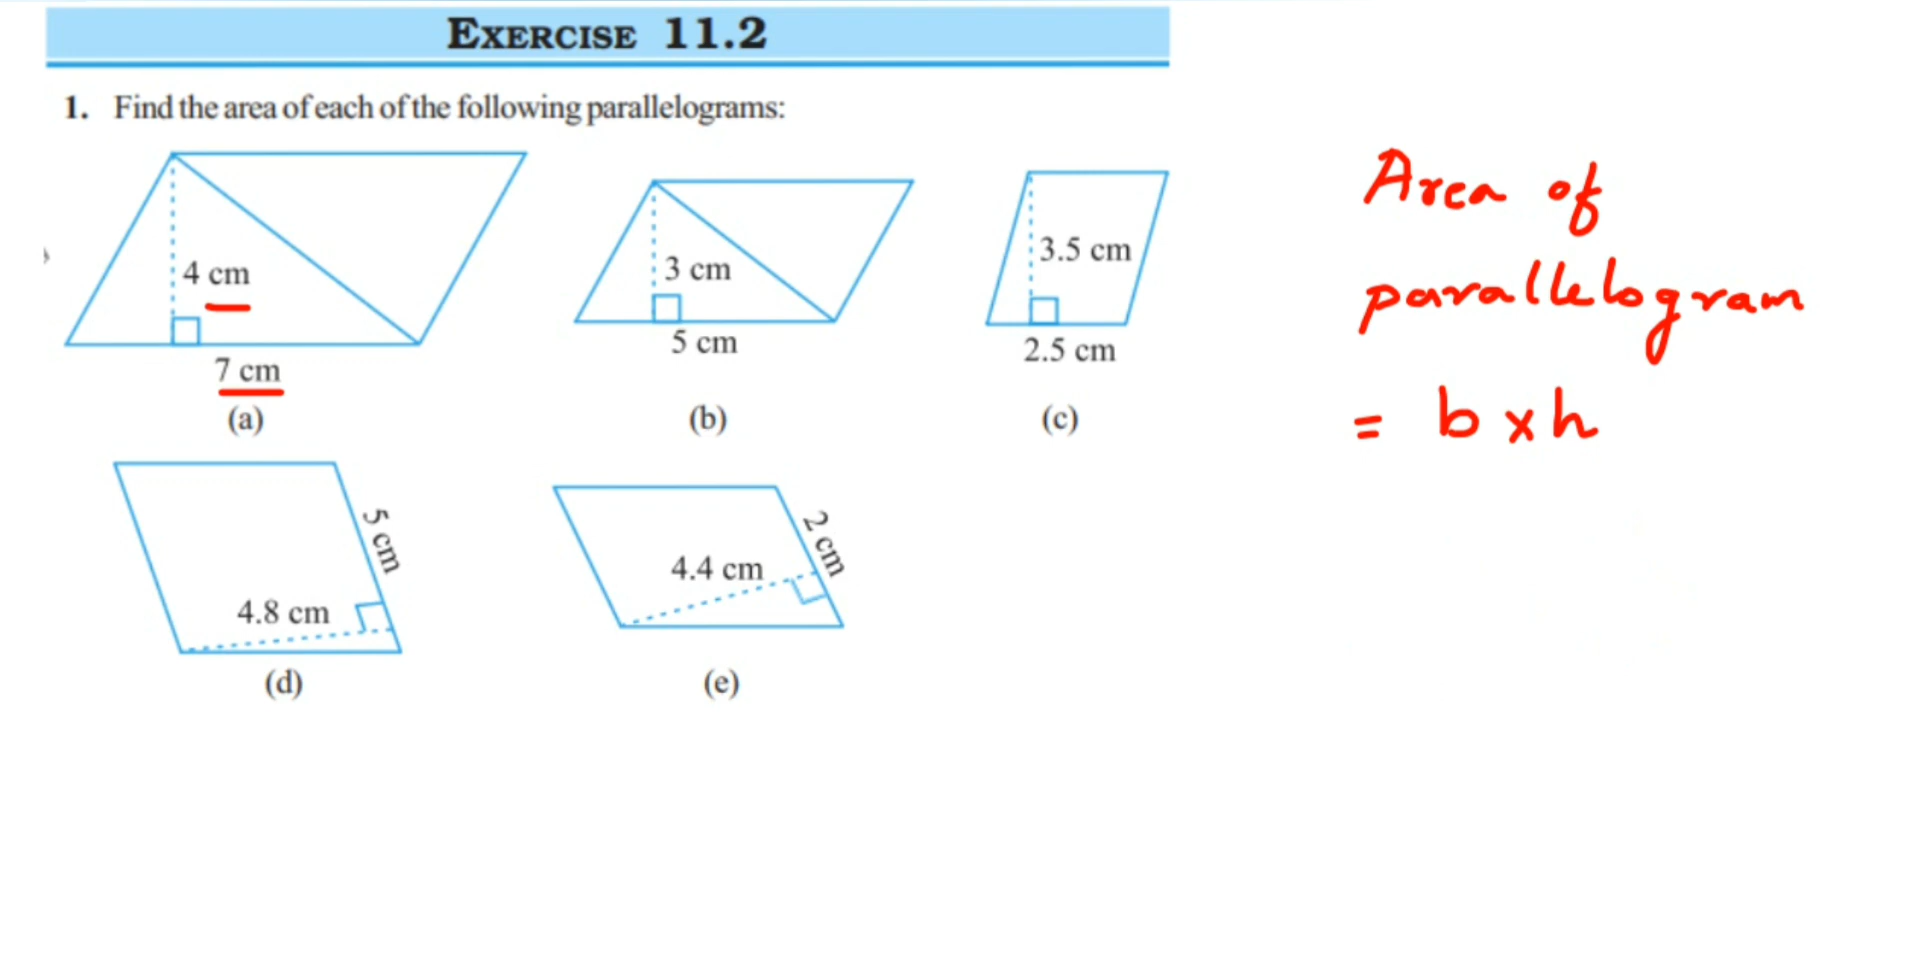 EXERCISE 11.2
1. Find the area of each of the following parallelograms:
4 cm
7 cm
(a)
3 cm
5 cm
(b)
3.5 cm
2.5 cm
(c)
Area of
parallelogram
= b x h
5 cm
4.8 cm
(d)
2 cm
4.4 cm
(e)